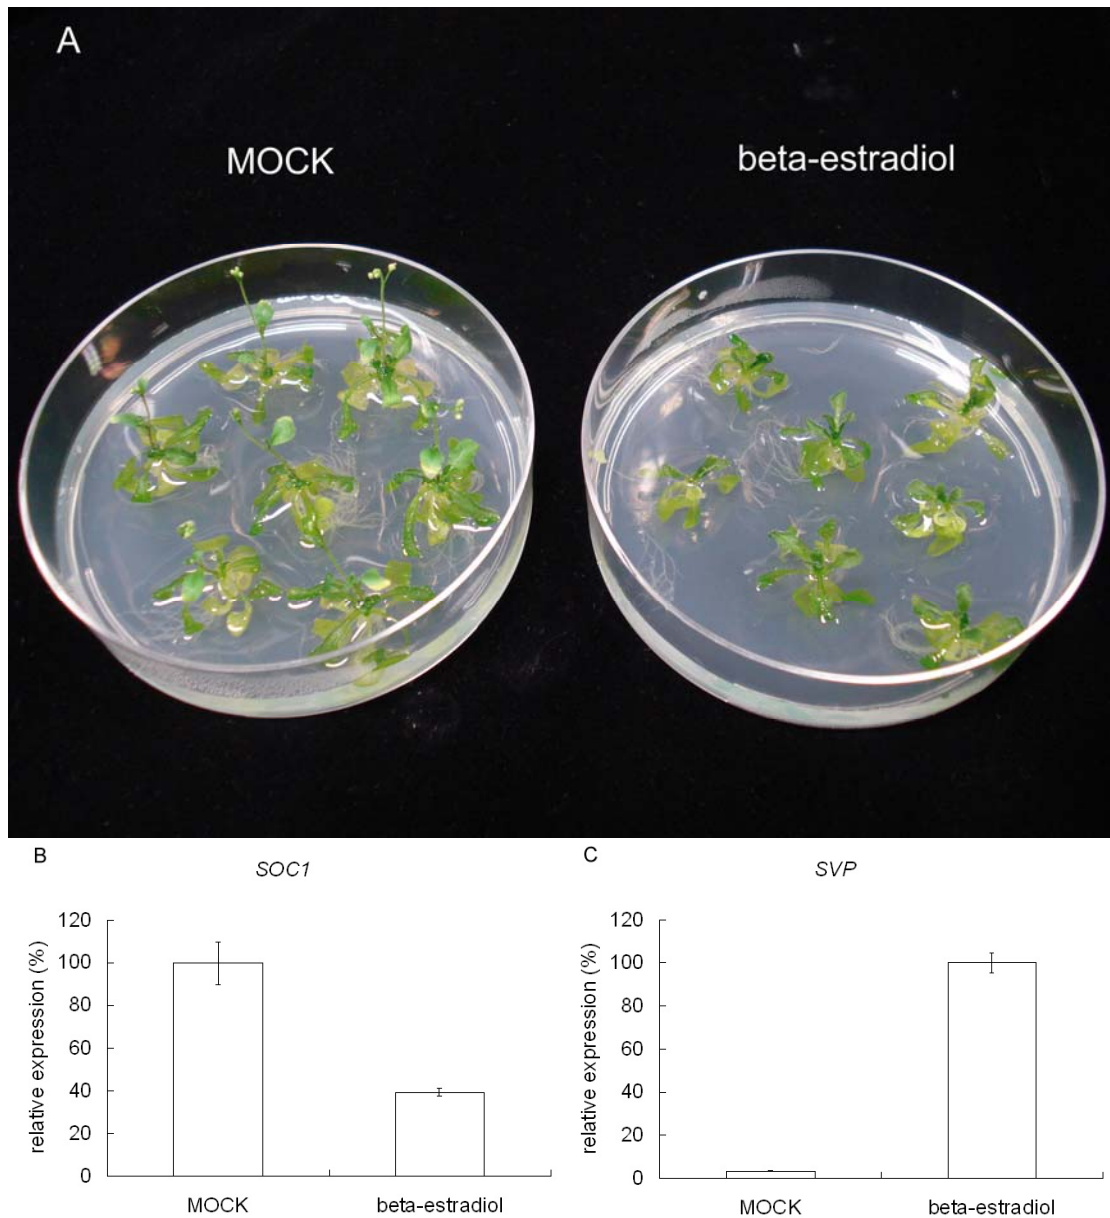 A
MOCK
beta-estradiol
B
SOC1
relative expression (%)
120
100
80
60
40
20
0
MOCK
beta-estradiol
C
SVP
relative expression (%)
120
100
80
60
40
20
0
MOCK
beta-estradiol